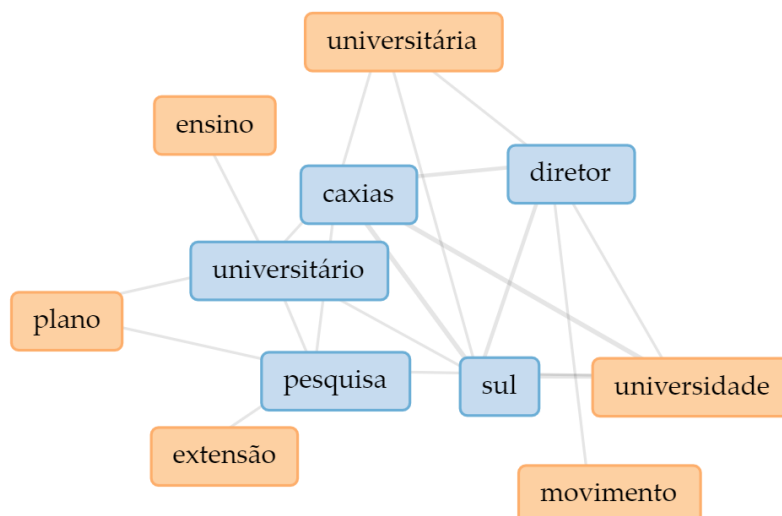 universitária
ensino
diretor
caxias
universitário
plano
pesquisa
sul
universidade
extensão
movimento